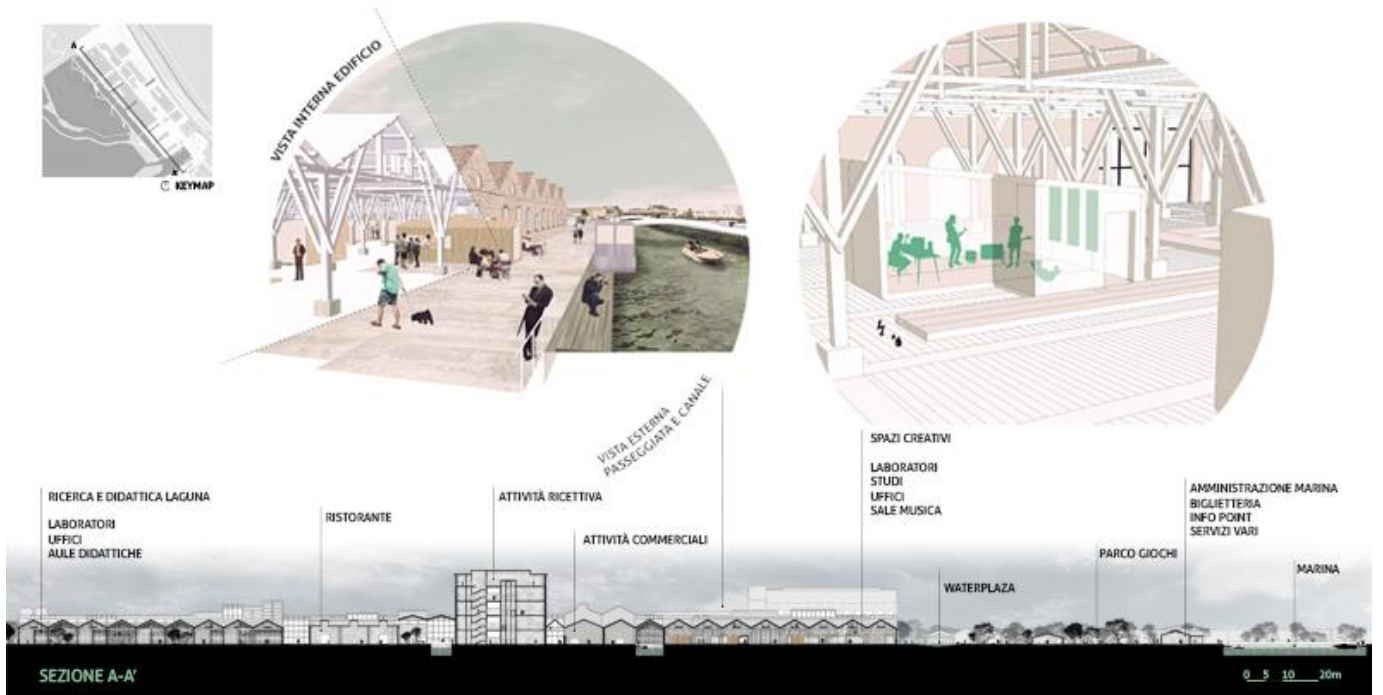 A
A'
KEYMAP
VISTA INTERNA EDIFICIO
VISTA ESTERNA
PASSEGGIATA E CANALE
RICERCA E DIDATTICA LAGUNA
LABORATORI
UFFICI
AULE DIDATTICHE
RISTORANTE
ATTIVITÀ RICETTIVA
ATTIVITÀ COMMERCIALI
SPAZI CREATIVI
LABORATORI
STUDI
UFFICI
SALE MUSICA
WATERPLAZA
PARCO GIOCHI
AMMINISTRAZIONE MARINA
BIGLIETTERIA
INFO POINT
SERVIZI VARI
MARINA
SEZIONE A-A'
0 5 10 20m